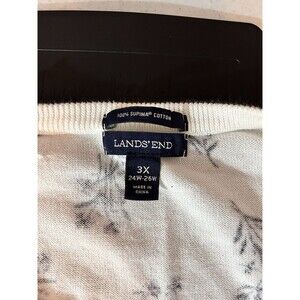 100% SUPIMA® COTTON
LANDS' END
3X
24W-26W
MADE IN
CHINA